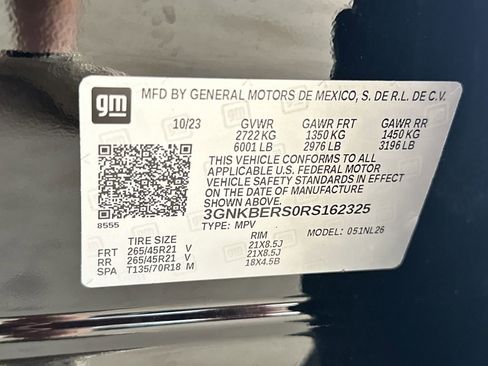 gm
MFD BY GENERAL MOTORS DE MEXICO, S. DE R.L. DE C.V.
10/23 GVWR GAWR FRT GAWR RR
2722 KG 1350 KG 1450 KG
6001 LB 2976 LB 3196 LB
THIS VEHICLE CONFORMS TO ALL
APPLICABLE U.S. FEDERAL MOTOR
VEHICLE SAFETY STANDARDS IN EFFECT
ON THE DATE OF MANUFACTURE
SHOWN ABOVE.
3GNKBERS0RS162325
8555 TYPE: MPV MODEL: 051NL26
TIRE SIZE RIM
FRT 265/45R21 V 21X8.5J
RR 265/45R21 V 21X8.5J
SPA T135/70R18 M 18X4.5B